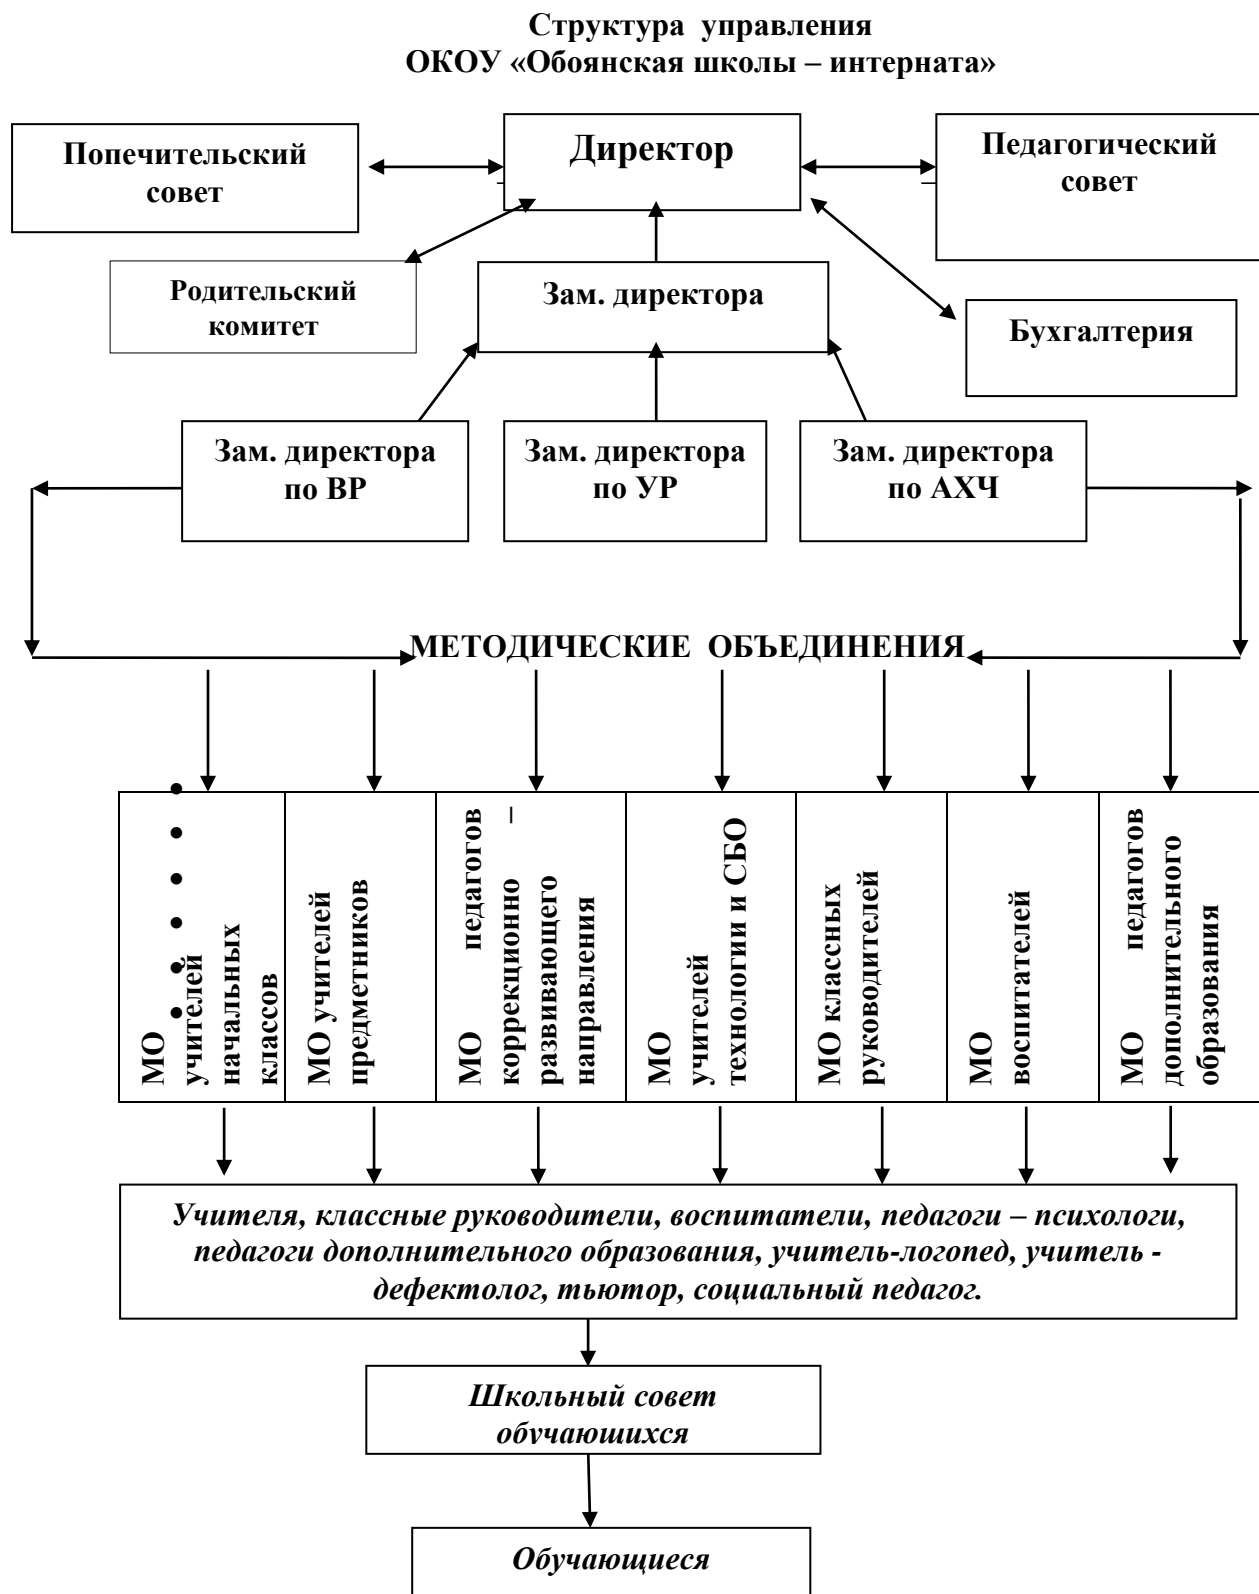 Структура управления
ОКОУ «Обоянская школы – интерната»
Попечительский
совет
Директор
Педагогический
совет
Родительский
комитет
Зам. директора
Бухгалтерия
Зам. директора
по ВР
Зам. директора
по УР
Зам. директора
по АХЧ
МЕТОДИЧЕСКИЕ ОБЪЕДИНЕНИЯ
МО
учителей
начальных
классов
МО учителей
предметников
МО педагогов
коррекционно –
развивающего
направления
МО
учителей
технологии и СБО
МО классных
руководителей
МО
воспитателей
МО педагогов
дополнительного
образования
Учителя, классные руководители, воспитатели, педагоги – психологи,
педагоги дополнительного образования, учитель-логопед, учитель -
дефектолог, тьютор, социальный педагог.
Школьный совет
обучающихся
Обучающиеся